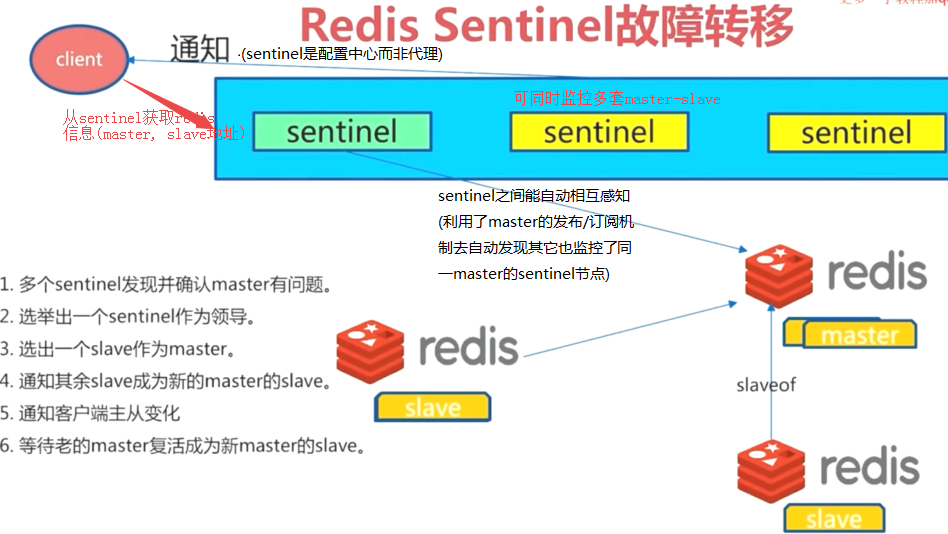 Redis Sentinel故障转移
client
通知
(sentinel是配置中心而非代理)
从sentinel获取redis
信息(master, slave地址)
可同时监控多套master-slave
sentinel
sentinel
sentinel
sentinel之间能自动相互感知
(利用了master的发布/订阅机
制去自动发现其它也监控了同
一master的sentinel节点)
1. 多个sentinel发现并确认master有问题。
2. 选举出一个sentinel作为领导。
3. 选出一个slave作为master。
4. 通知其余slave成为新的master的slave。
5. 通知客户端主从变化
6. 等待老的master复活成为新master的slave。
redis
slave
redis
master
slaveof
redis
slave